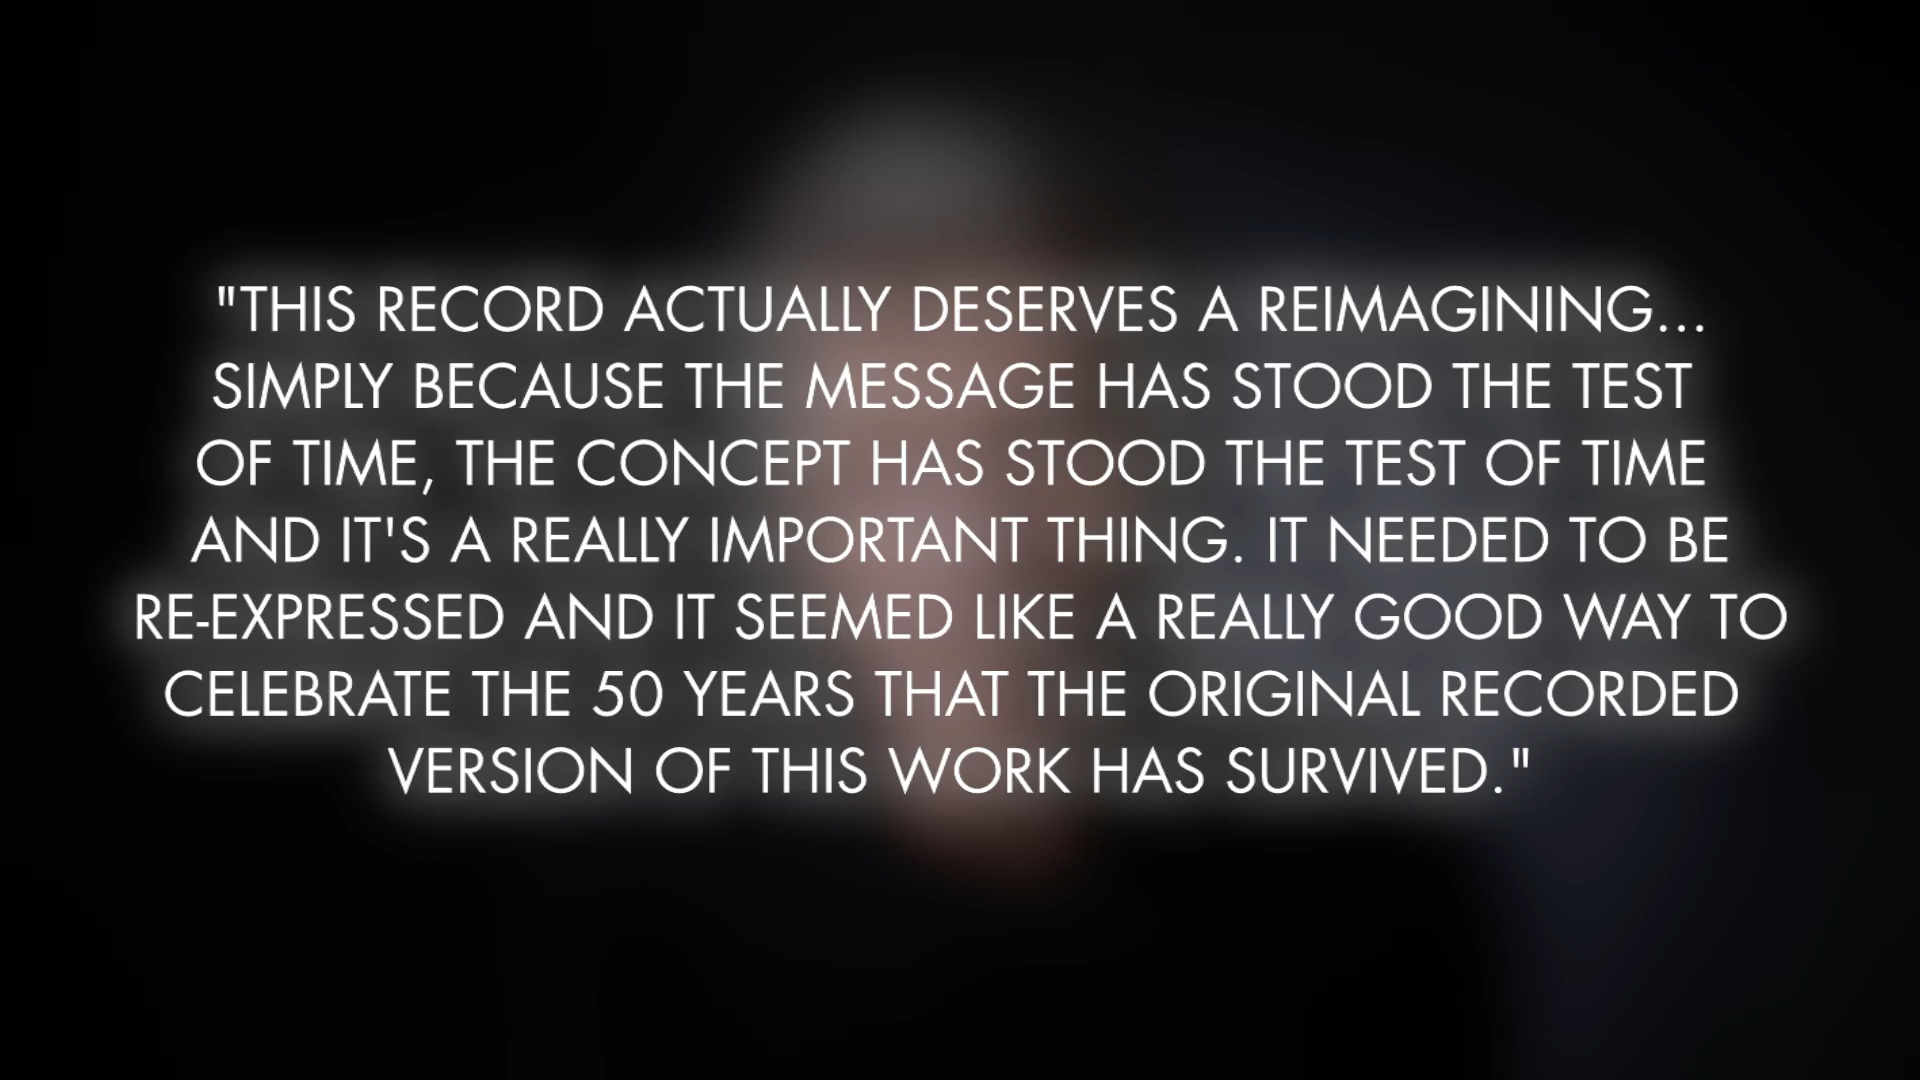 "THIS RECORD ACTUALLY DESERVES A REIMAGINING...
SIMPLY BECAUSE THE MESSAGE HAS STOOD THE TEST
OF TIME, THE CONCEPT HAS STOOD THE TEST OF TIME
AND IT'S A REALLY IMPORTANT THING. IT NEEDED TO BE
RE-EXPRESSED AND IT SEEMED LIKE A REALLY GOOD WAY TO
CELEBRATE THE 50 YEARS THAT THE ORIGINAL RECORDED
VERSION OF THIS WORK HAS SURVIVED."